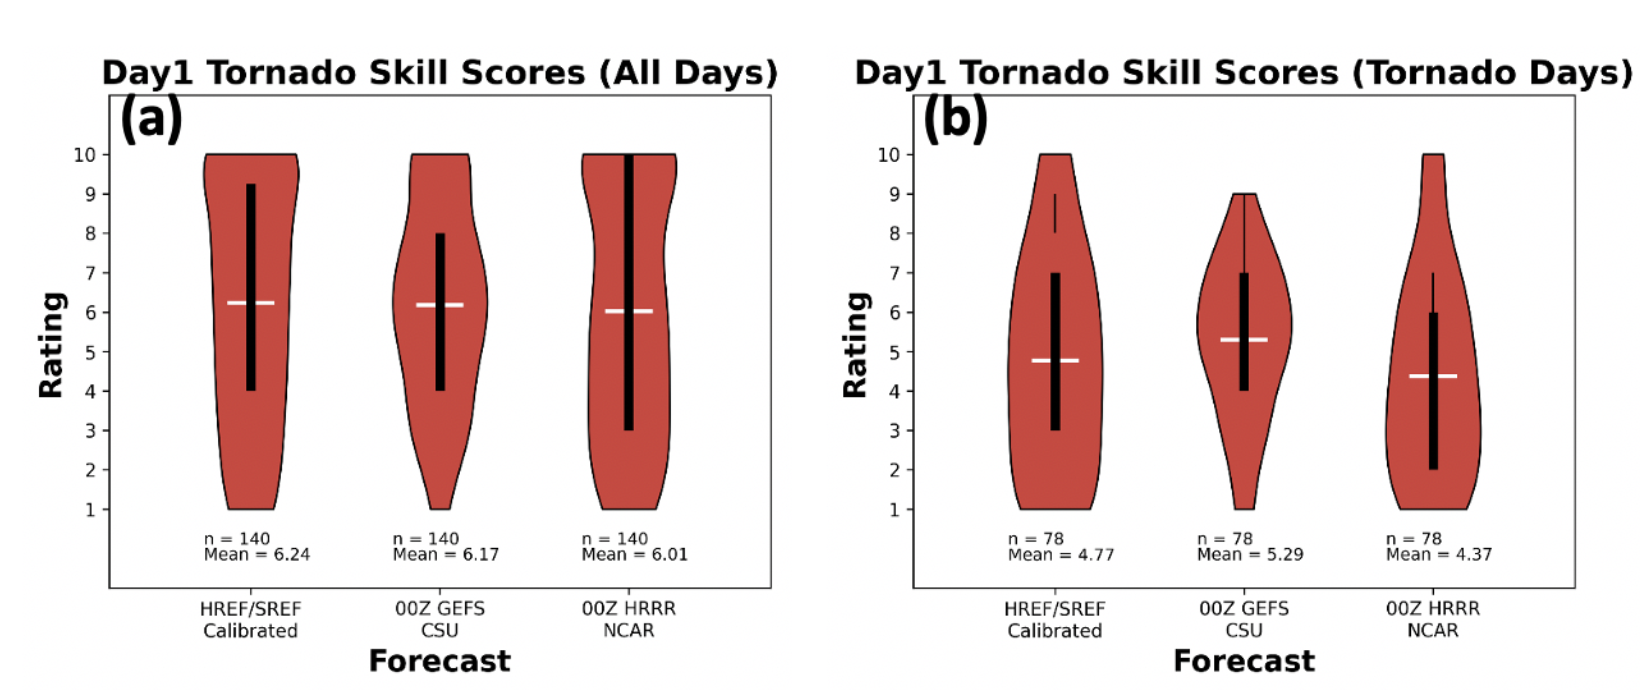 Day1 Tornado Skill Scores (All Days)
(a)
10
9
8
7
6
5
4
3
2
1
Rating
n = 140
Mean = 6.24
n = 140
Mean = 6.17
n = 140
Mean = 6.01
HREF/SREF
Calibrated
00Z GEFS
CSU
00Z HRRR
NCAR
Forecast
Day1 Tornado Skill Scores (Tornado Days)
(b)
10
9
8
7
6
5
4
3
2
1
Rating
n = 78
Mean = 4.77
n = 78
Mean = 5.29
n = 78
Mean = 4.37
HREF/SREF
Calibrated
00Z GEFS
CSU
00Z HRRR
NCAR
Forecast